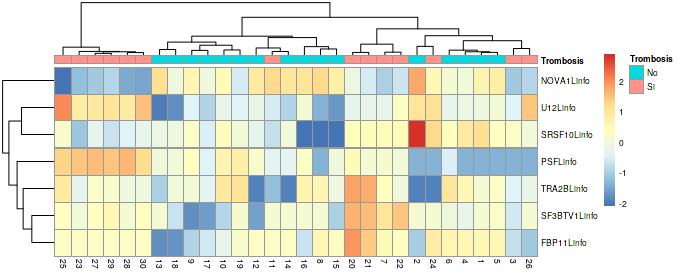 Trombosis
NOVA1Linfo
U12Linfo
SRSF10Linfo
PSFLinfo
TRA2BLinfo
SF3BTV1Linfo
FBP11Linfo
25 23 27 29 28 30 13 18 9 17 10 19 12 11 14 16 8 15 20 21 7 22 2 24 6 4 1 5 3 26
2
1
0
-1
-2
Trombosis
No
Si